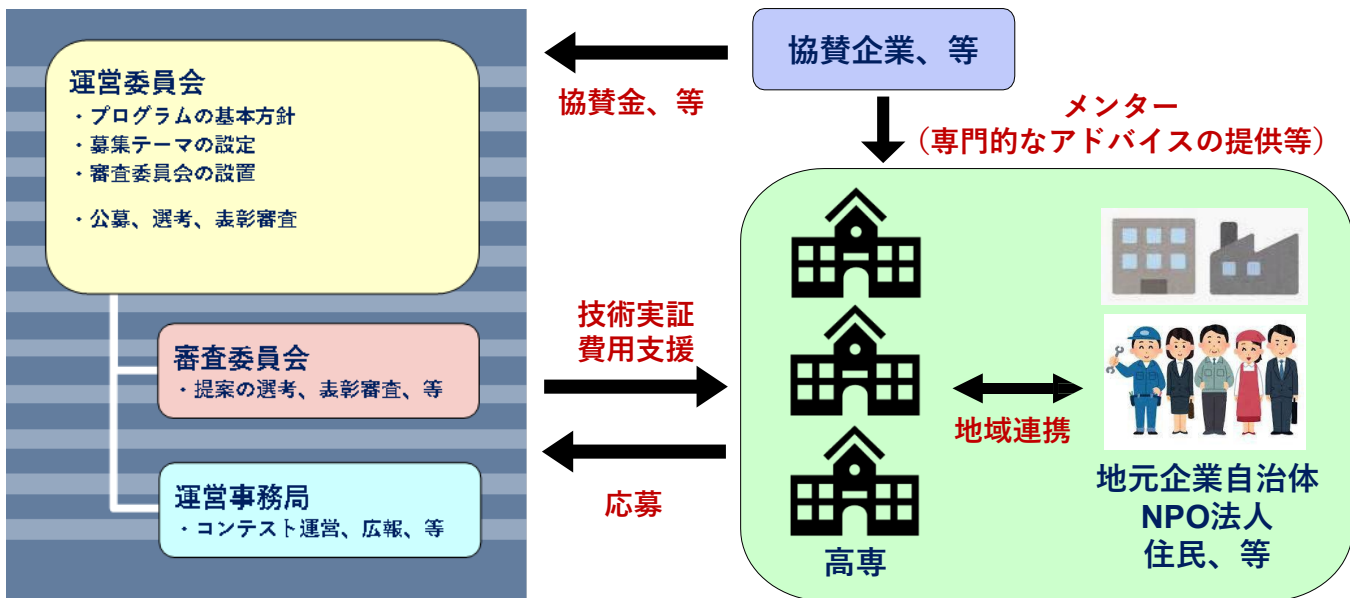 運営委員会
・プログラムの基本方針
・募集テーマの設定
・審査委員会の設置
・公募、選考、表彰審査
審査委員会
・提案の選考、表彰審査、等
運営事務局
・コンテスト運営、広報、等
協賛企業、等
協賛金、等
メンター
（専門的なアドバイスの提供等）
技術実証
費用支援
応募
高専
地域連携
地元企業自治体
NPO法人
住民、等